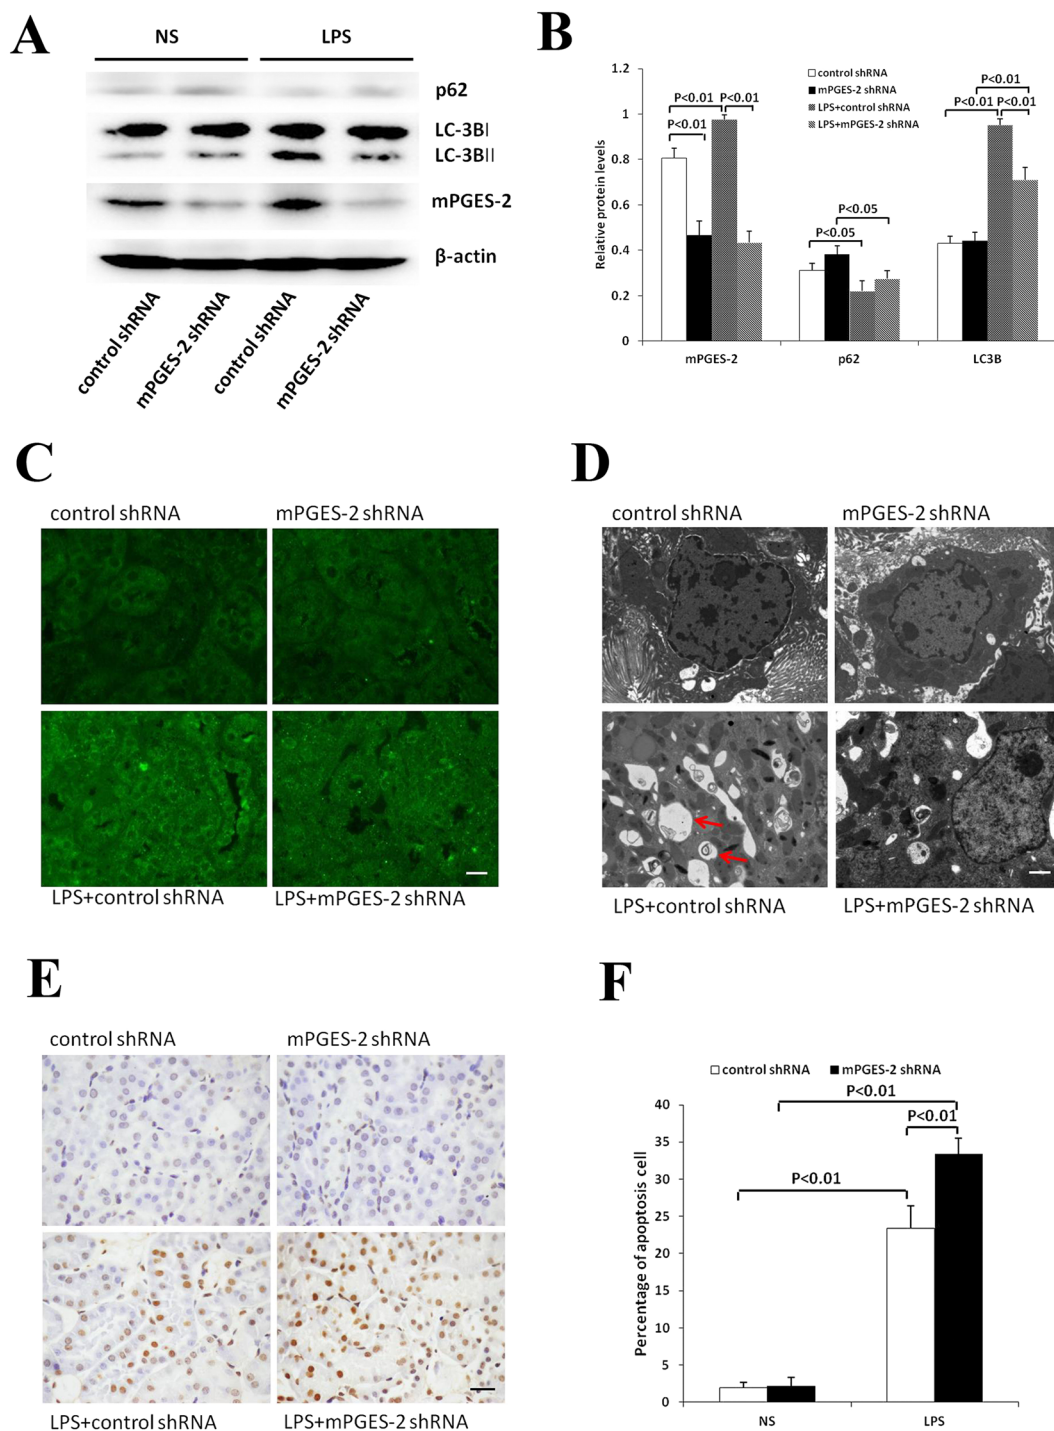 A
NS
LPS
p62
LC-3BI
LC-3BII
mPGES-2
β-actin
control shRNA
mPGES-2 shRNA
control shRNA
mPGES-2 shRNA
B
control shRNA
mPGES-2 shRNA
LPS+control shRNA
LPS+mPGES-2 shRNA
Relative protein levels
1.2
1
0.8
0.6
0.4
0.2
0
P<0.01
P<0.01
P<0.01
P<0.05
P<0.05
P<0.01
P<0.01
P<0.01
mPGES-2
p62
LC3B
C
control shRNA
mPGES-2 shRNA
LPS+control shRNA
LPS+mPGES-2 shRNA
D
control shRNA
mPGES-2 shRNA
LPS+control shRNA
LPS+mPGES-2 shRNA
E
control shRNA
mPGES-2 shRNA
LPS+control shRNA
LPS+mPGES-2 shRNA
F
control shRNA
mPGES-2 shRNA
Percentage of apoptosis cell
40
35
30
25
20
15
10
5
0
P<0.01
P<0.01
P<0.01
NS
LPS